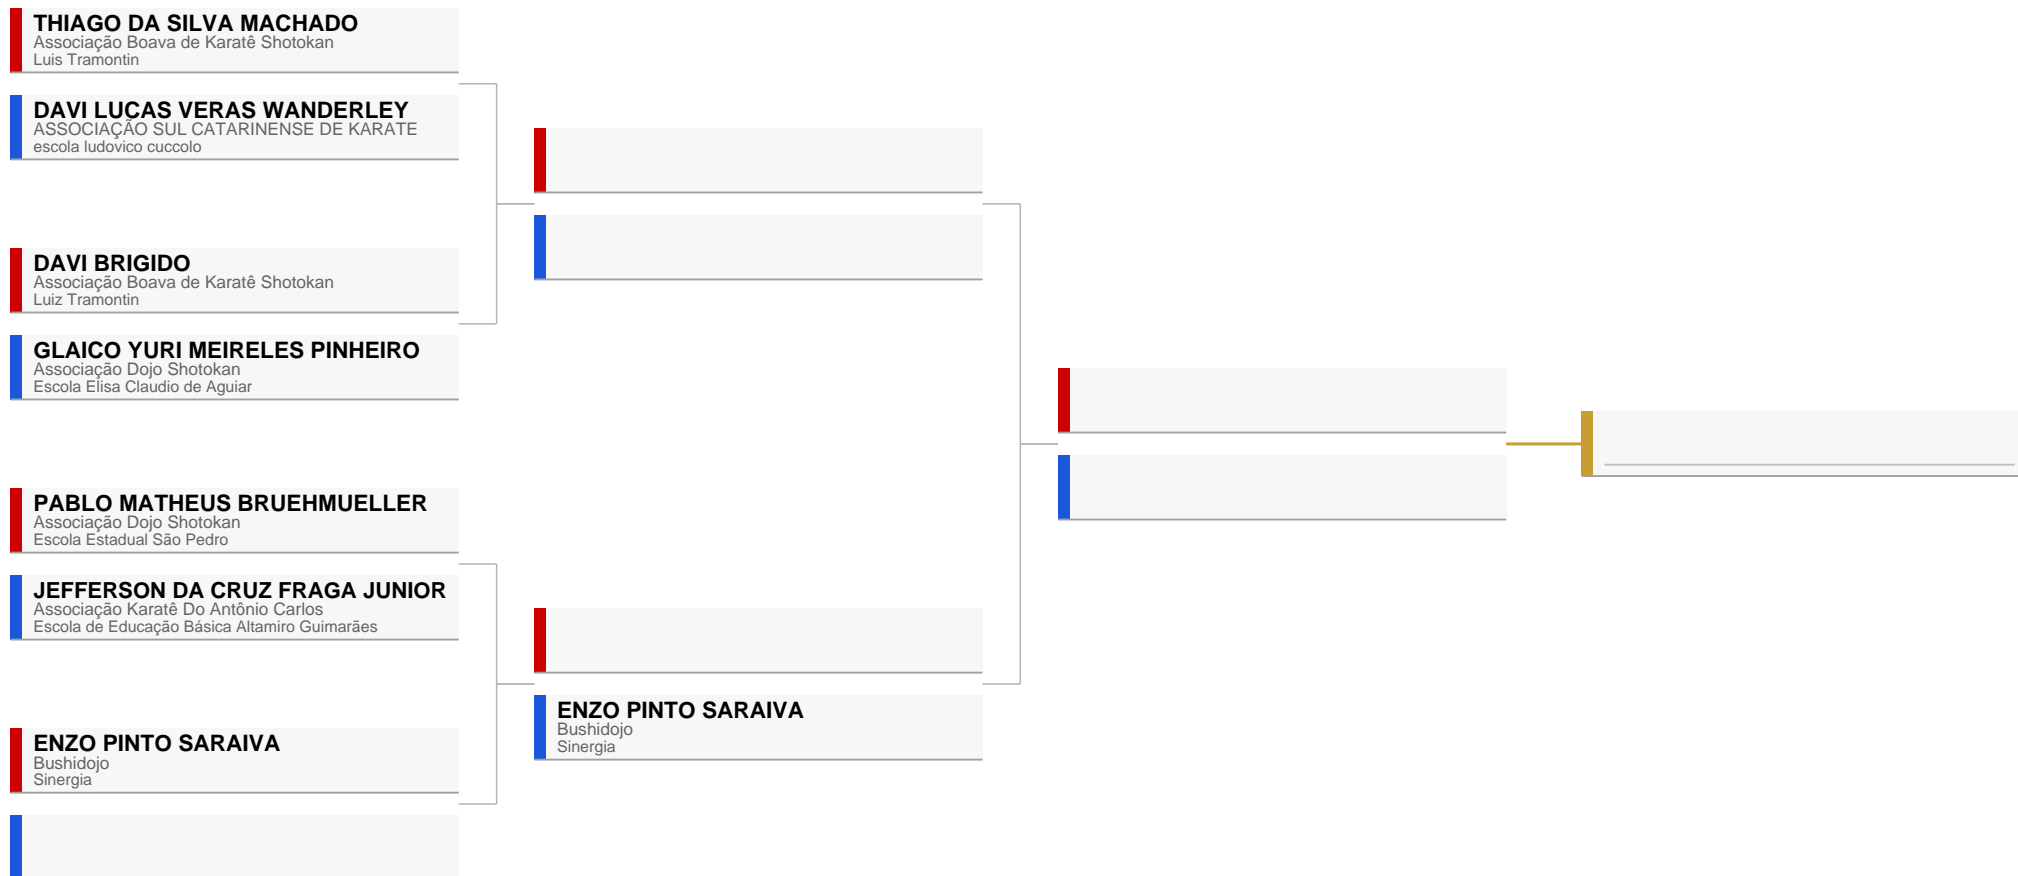 THIAGO DA SILVA MACHADO
Associação Boava de Karatê Shotokan
Luis Tramontin
DAVI LUCAS VERAS WANDERLEY
ASSOCIAÇÃO SUL CATARINENSE DE KARATE
escola ludovico cuccolo
DAVI BRIGIDO
Associação Boava de Karatê Shotokan
Luiz Tramontin
GLAICO YURI MEIRELES PINHEIRO
Associação Dojo Shotokan
Escola Elisa Claudio de Aguiar
PABLO MATHEUS BRUEHMUELLER
Associação Dojo Shotokan
Escola Estadual São Pedro
JEFFERSON DA CRUZ FRAGA JUNIOR
Associação Karatê Do Antônio Carlos
Escola de Educação Básica Altamiro Guimarães
ENZO PINTO SARAIVA
Bushidojo
Sinergia
ENZO PINTO SARAIVA
Bushidojo
Sinergia